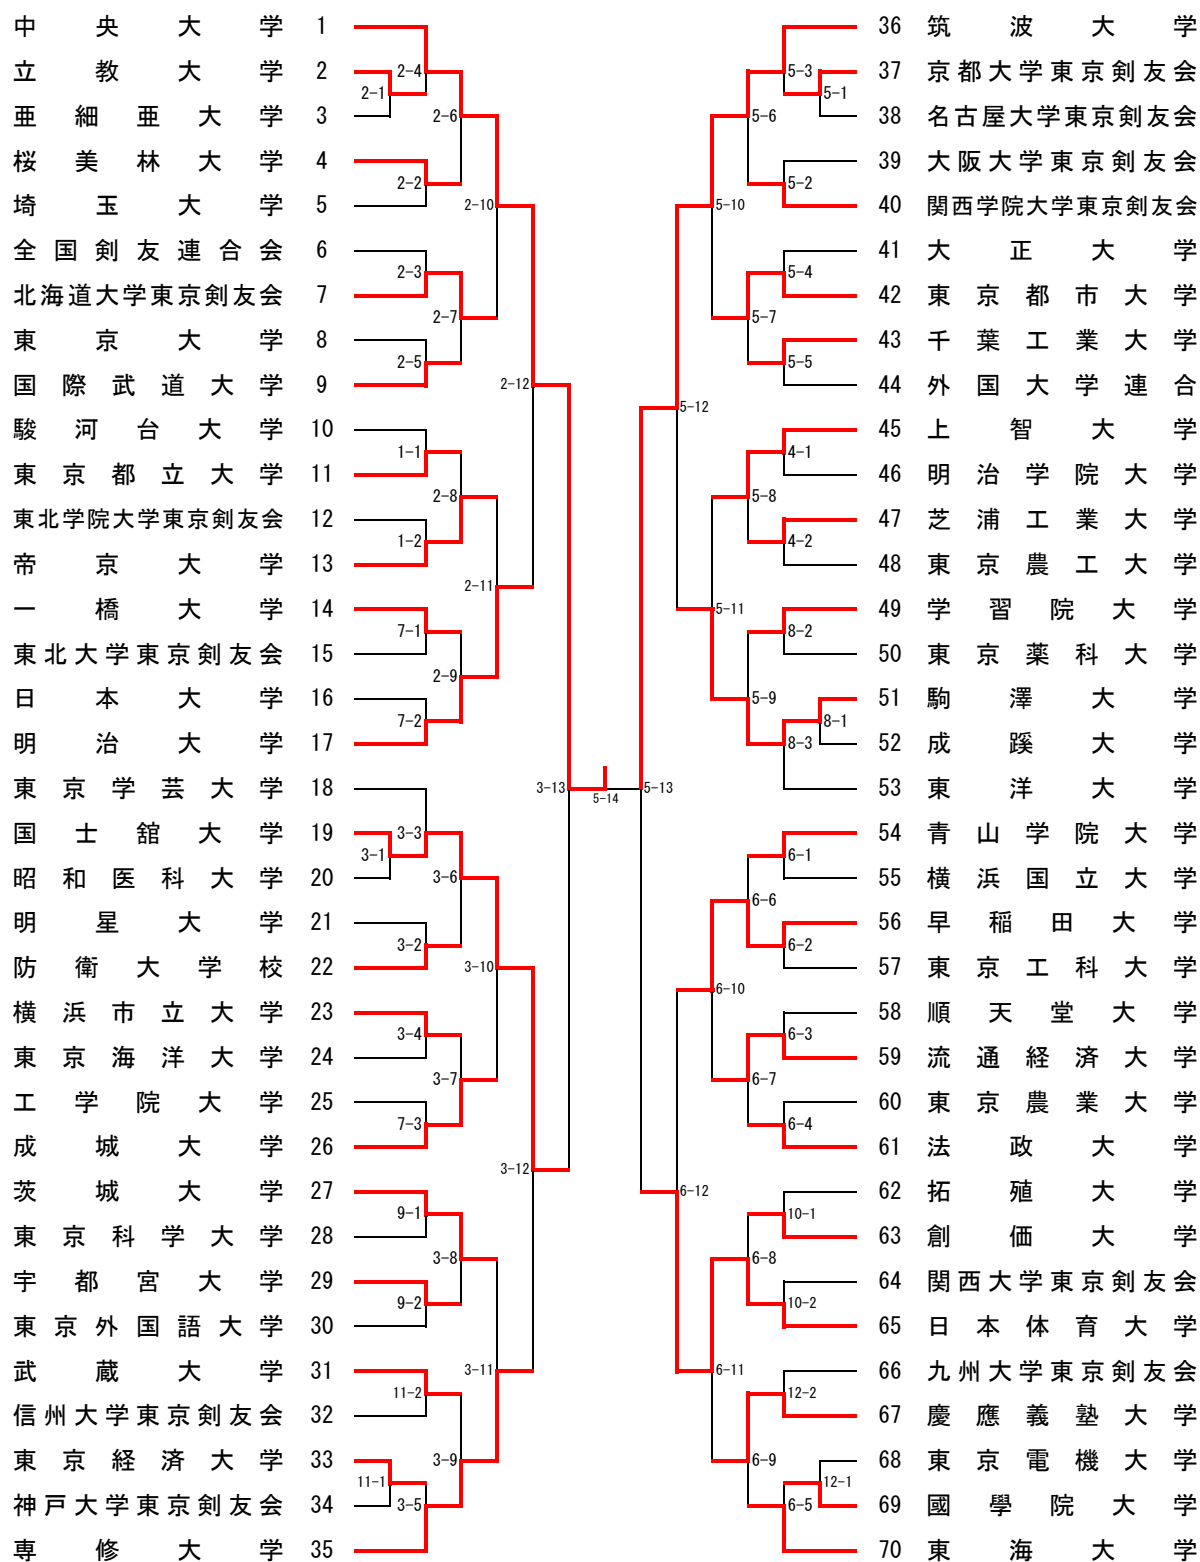 中央大学 1
立教大学 2
亜細亜大学 3
桜美林大学 4
埼玉大学 5
全国剣友連合会 6
北海道大学東京剣友会 7
東京大学 8
国際武道大学 9
駿河台大学 10
東京都立大学 11
東北学院大学東京剣友会 12
帝京大学 13
一橋大学 14
東北大学東京剣友会 15
日本大学 16
明治大学 17
東京学芸大学 18
国士舘大学 19
昭和医科大学 20
明星大学 21
防衛大学校 22
横浜市立大学 23
東京海洋大学 24
工学院大学 25
成城大学 26
茨城大学 27
東京科学大学 28
宇都宮大学 29
東京外国語大学 30
武蔵大学 31
信州大学東京剣友会 32
東京経済大学 33
神戸大学東京剣友会 34
専修大学 35
2-4
2-1
2-6
2-2
2-10
2-3
2-7
2-5
2-12
1-1
2-8
1-2
2-11
7-1
2-9
7-2
3-13
3-3
3-1
3-6
3-2
3-10
3-4
3-7
7-3
3-12
9-1
3-8
9-2
3-11
11-2
3-9
11-1
3-5
5-14
5-3
5-1
5-6
5-2
5-10
5-4
5-7
5-5
5-12
4-1
5-8
4-2
5-11
8-2
5-9
8-1
8-3
5-13
6-1
6-6
6-2
6-10
6-3
6-7
6-4
6-12
10-1
6-8
10-2
6-11
12-2
6-9
12-1
6-5
36 筑波大学
37 京都大学東京剣友会
38 名古屋大学東京剣友会
39 大阪大学東京剣友会
40 関西学院大学東京剣友会
41 大正大学
42 東京都市大学
43 千葉工業大学
44 外国大学連合
45 上智大学
46 明治学院大学
47 芝浦工業大学
48 東京農工大学
49 学習院大学
50 東京薬科大学
51 駒澤大学
52 成蹊大学
53 東洋大学
54 青山学院大学
55 横浜国立大学
56 早稲田大学
57 東京工科大学
58 順天堂大学
59 流通経済大学
60 東京農業大学
61 法政大学
62 拓殖大学
63 創価大学
64 関西大学東京剣友会
65 日本体育大学
66 九州大学東京剣友会
67 慶應義塾大学
68 東京電機大学
69 國學院大学
70 東海大学